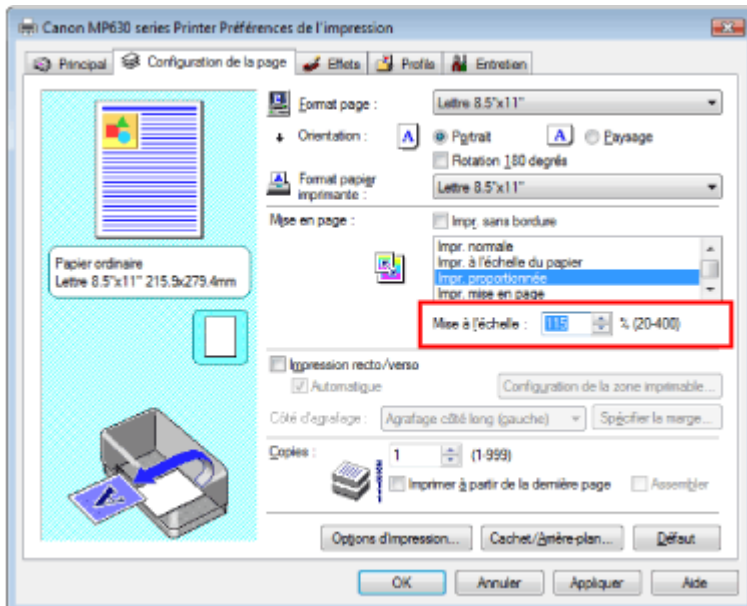 Canon MP630 series Printer Préférences de l'impression
Principal Configuration de la page Effets Profils Entretien
Format page : Lettre 8.5"x11"
Orientation : A Portrait A Paysage
Rotation 180 degrés
Format papier imprimante : Lettre 8.5"x11"
Mise en page : Impr. sans bordure
Impr. normale
Impr. à l'échelle du papier
Impr. proportionnée
Impr. mise en page
Papier ordinaire
Lettre 8.5"x11" 215.9x279.4mm
Mise à l'échelle : 115 % (20-400)
Impression recto/verso
Automatique Configuration de la zone imprimable...
Côté d'agrafage : Agrafage côté long (gauche) Spécifier la marge...
Copies : 1 (1-999)
Imprimer à partir de la dernière page Assembler
Options d'impression... Cachet/Arrière-plan... Défaut
OK Annuler Appliquer Aide